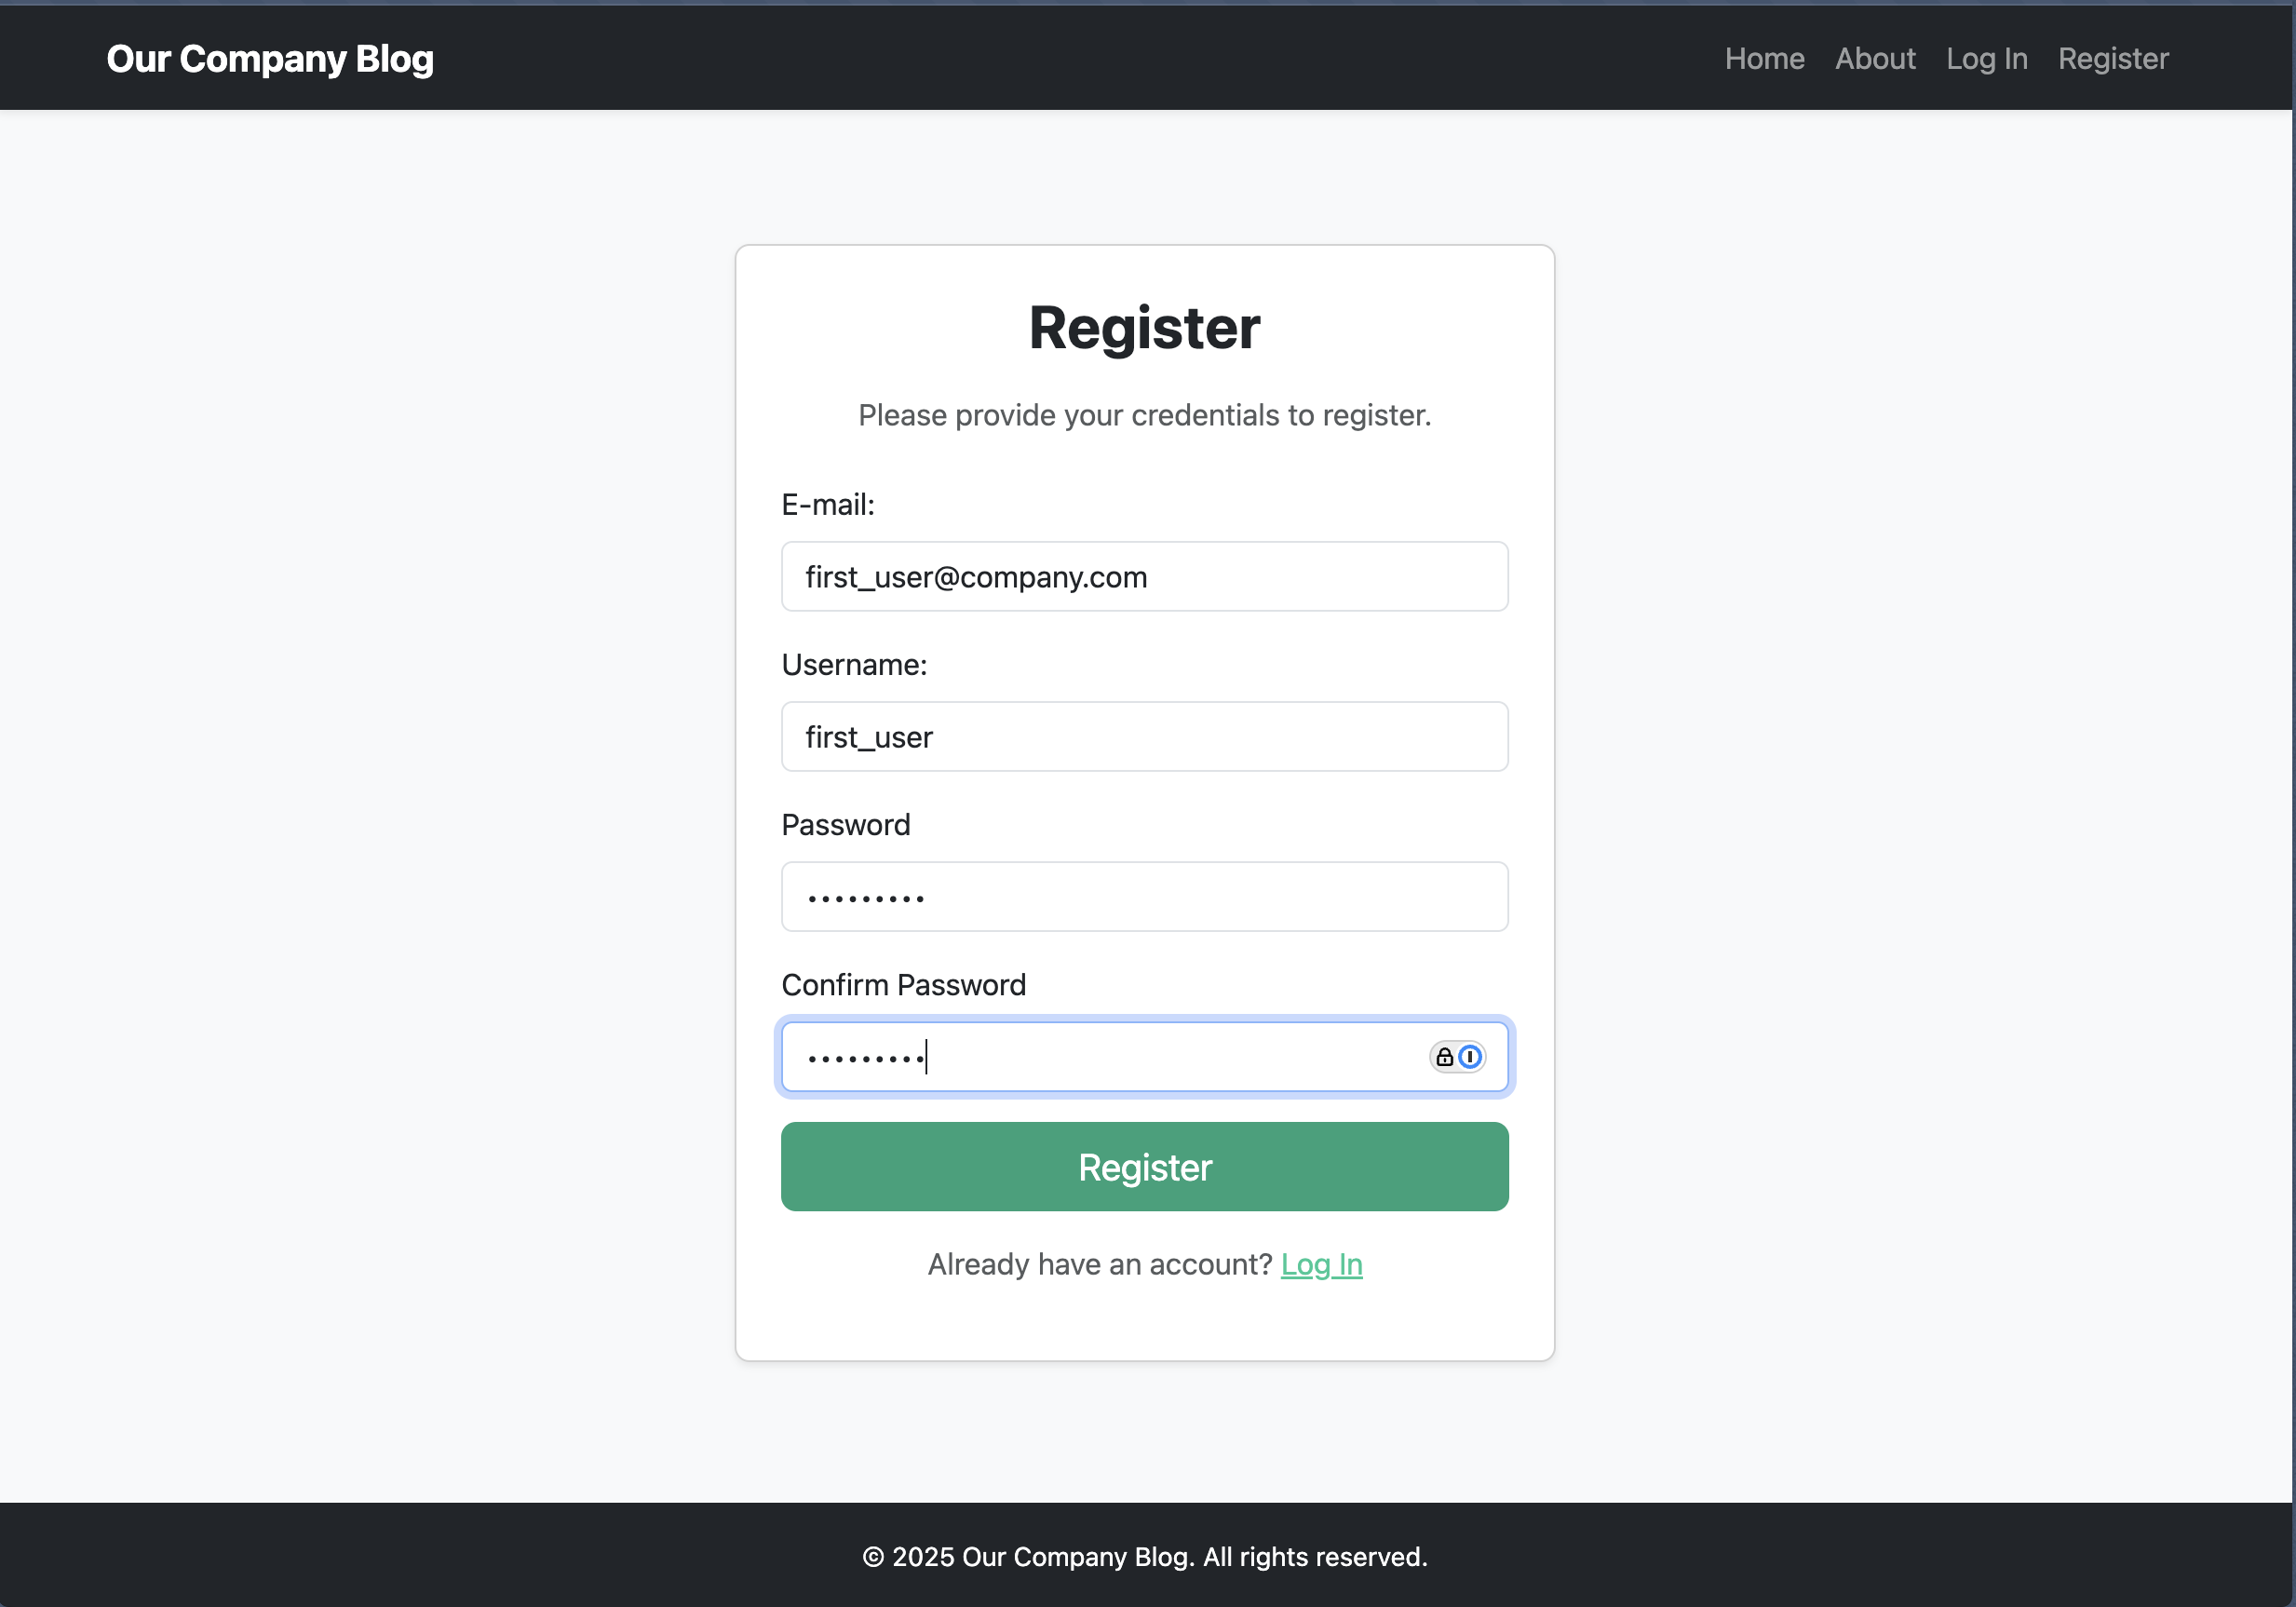 Our Company Blog
Home About Log In Register
Register
Please provide your credentials to register.
E-mail:
first_user@company.com
Username:
first_user
Password
•••••••••
Confirm Password
•••••••••
Register
Already have an account? Log In
© 2025 Our Company Blog. All rights reserved.